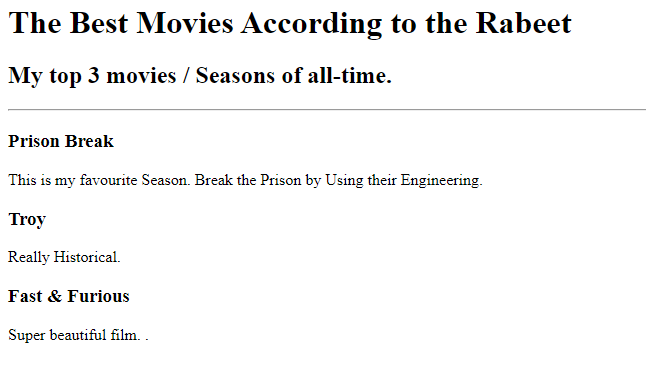 The Best Movies According to the Rabeet
My top 3 movies / Seasons of all-time.
Prison Break
This is my favourite Season. Break the Prison by Using their Engineering.
Troy
Really Historical.
Fast & Furious
Super beautiful film. .